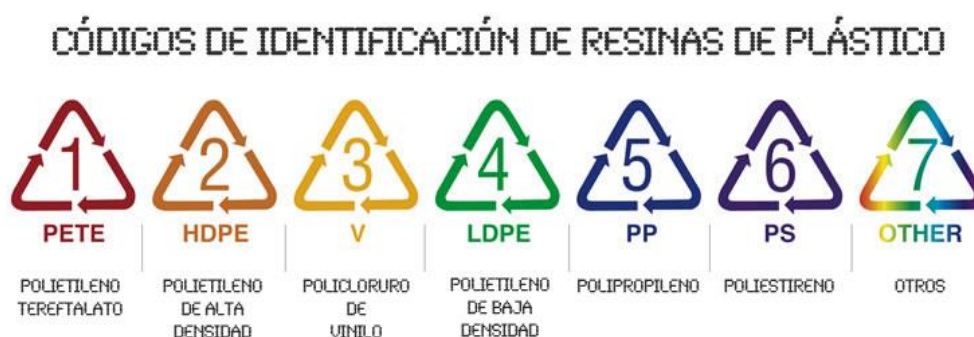 CÓDIGOS DE IDENTIFICACIÓN DE RESINAS DE PLÁSTICO
1
PETE
POLIETILENO
TEREFTALATO
2
HDPE
POLIETILENO
DE ALTA
DENSIDAD
3
V
POLICLORURO
DE
VINILO
4
LDPE
POLIETILENO
DE BAJA
DENSIDAD
5
PP
POLIPROPILENO
6
PS
POLIESTIRENO
7
OTHER
OTROS